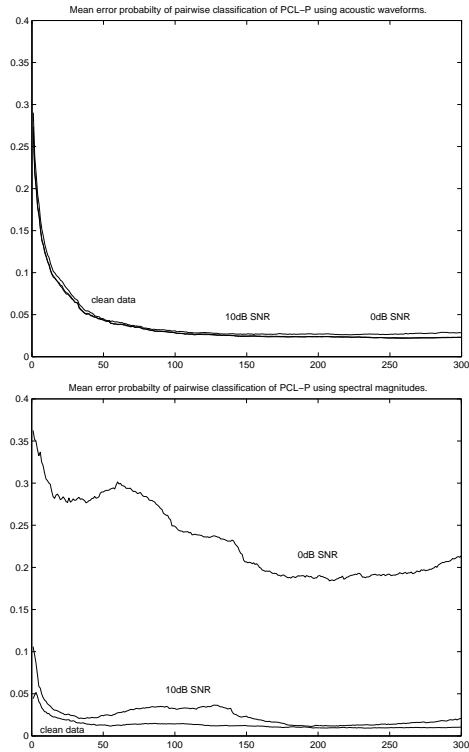 Mean error probabilty of pairwise classification of PCL−P using acoustic waveforms.
0.4
0.35
0.3
0.25
0.2
0.15
0.1
clean data
0.05
10dB SNR
0dB SNR
0
0 50 100 150 200 250 300
Mean error probabilty of pairwise classification of PCL−P using spectral magnitudes.
0.4
0.35
0.3
0.25
0dB SNR
0.2
0.15
0.1
10dB SNR
0.05
clean data
0
0 50 100 150 200 250 300